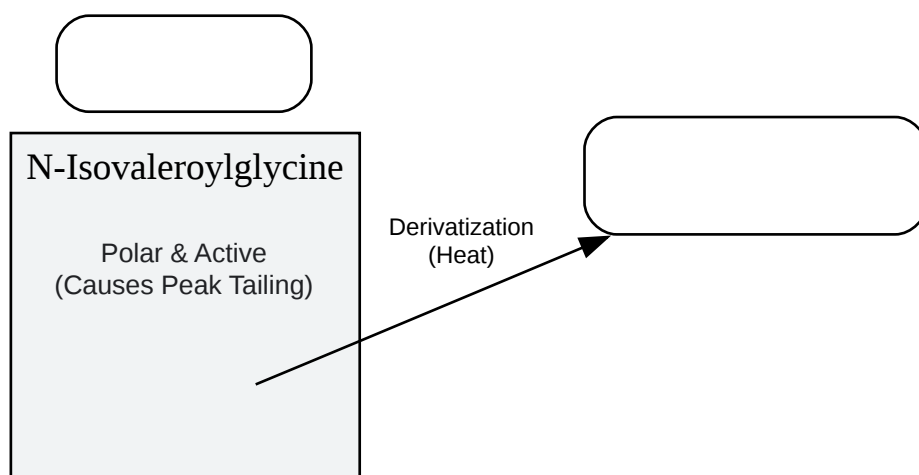 N-Isovaleroylglycine
Polar & Active
(Causes Peak Tailing)
Derivatization
(Heat)